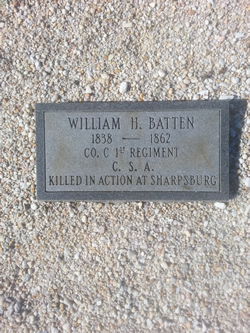 WILLIAM H. BATTEN
1838 — 1862
CO. C 1ST REGIMENT
C. S. A.
KILLED IN ACTION AT SHARPSBURG